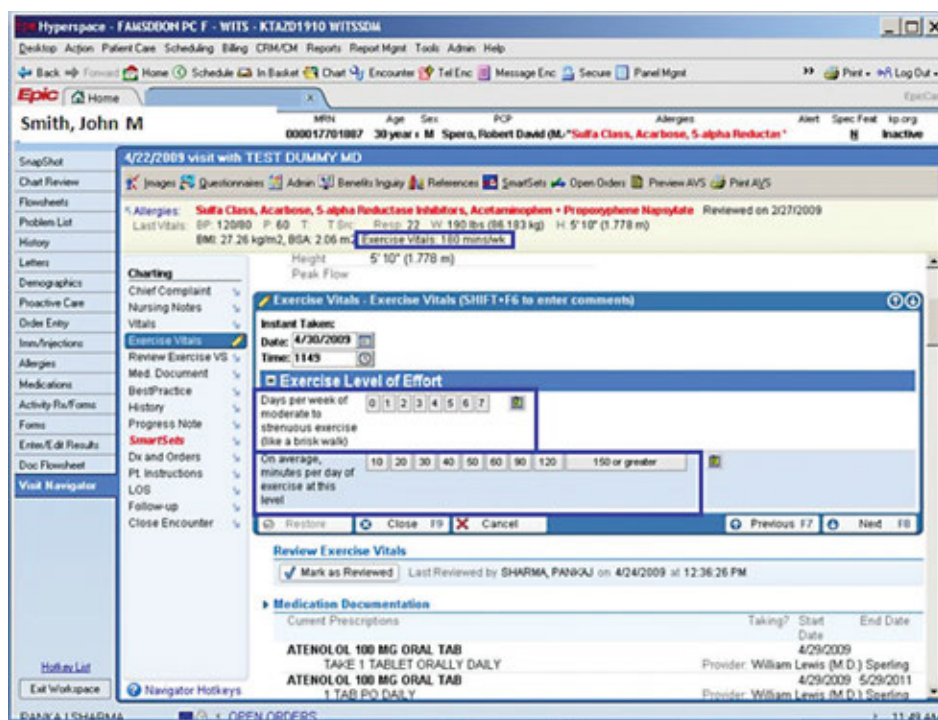 Hyperspace - FAMSDBON PC F - WITS - KTAZD1910 WITSSDM
Desktop Action Patient Care Scheduling Billing CRM/CM Reports Report Mgmt Tools Admin Help
Back Forward Home Schedule In Basket Chart Encounter Tel Enc Message Enc Secure Panel Mgmt Print Log Out
Epic Home x
MRN Age Sex PCP Allergies Alert Spec Feat kp.org
Smith, John M 000017701887 30 year M Spero, Robert David (M. "Sulfa Class, Acarbose, 5-alpha Reductas" N Inactive
SnapShot
Chart Review
Flowsheets
Problem List
History
Letters
Demographics
Proactive Care
Order Entry
Imm/Injections
Allergies
Medications
Activity Rx/Forms
Forms
Enter/Edit Results
Doc Flowsheet
Visit Navigator
Hotkey List
Exit Workspace
4/22/2009 visit with TEST DUMMY MD
Images Questionnaires Admin Benefits Inquiry References SmartSets Open Orders Preview AVS Print AVS
Allergies: Sulfa Class, Acarbose, 5-alpha Reductase Inhibitors, Acetaminophen + Propoxyphene Napsylate Reviewed on 2/27/2009
Last Vitals: BP: 120/80 P: 60 T: T Src: Resp: 22 W: 190 lbs (86.183 kg) H: 5'10" (1.778 m)
BMI: 27.26 kg/m2, BSA: 2.06 m2 Exercise Vitals: 180 mins/wk
Charting
Chief Complaint
Nursing Notes
Vitals
Exercise Vitals
Review Exercise VS
Med. Document
BestPractice
History
Progress Note
SmartSets
Dx and Orders
Pt. Instructions
LOS
Follow-up
Close Encounter
Navigator Hotkeys
Height 5' 10" (1.778 m)
Peak Flow
Exercise Vitals - Exercise Vitals (SHIFT+F6 to enter comments)
Instant Taken:
Date: 4/30/2009
Time: 1149
Exercise Level of Effort
Days per week of 0 1 2 3 4 5 6 7
moderate to
strenuous exercise
(like a brisk walk)
On average, 10 20 30 40 50 60 90 120 150 or greater
minutes per day of
exercise at this
level
Restore Close F9 Cancel Previous F7 Next F8
Review Exercise Vitals
Mark as Reviewed Last Reviewed by SHARMA, PANKAJ on 4/24/2009 at 12:36:26 PM
Medication Documentation
Current Prescriptions Taking? Start End Date
Date
ATENOLOL 100 MG ORAL TAB 4/29/2009
TAKE 1 TABLET ORALLY DAILY Provider: William Lewis (M.D.) Sperling
ATENOLOL 100 MG ORAL TAB 4/29/2009 5/29/2011
1 TAB PO DAILY Provider: William Lewis (M.D.) Sperling
PANKAJ SHARMA OPEN ORDERS 11:49 AM